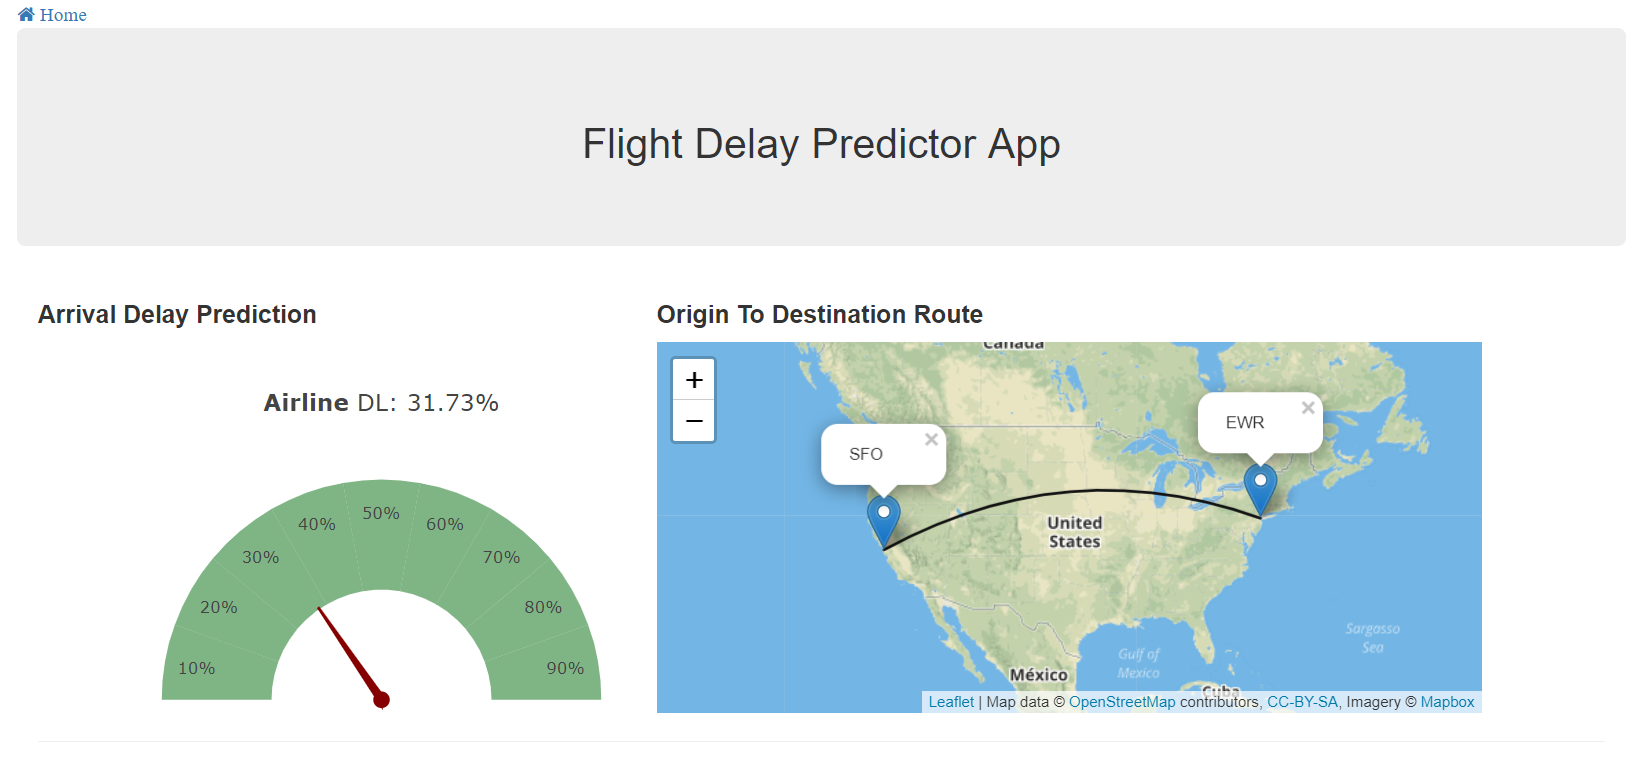 Home
Flight Delay Predictor App
Arrival Delay Prediction
Airline DL: 31.73%
10%
20%
30%
40%
50%
60%
70%
80%
90%
Origin To Destination Route
+
−
Canada
SFO ×
EWR ×
United
States
Sargasso
Sea
Gulf of
Mexico
México
Cuba
Leaflet | Map data © OpenStreetMap contributors, CC-BY-SA, Imagery © Mapbox